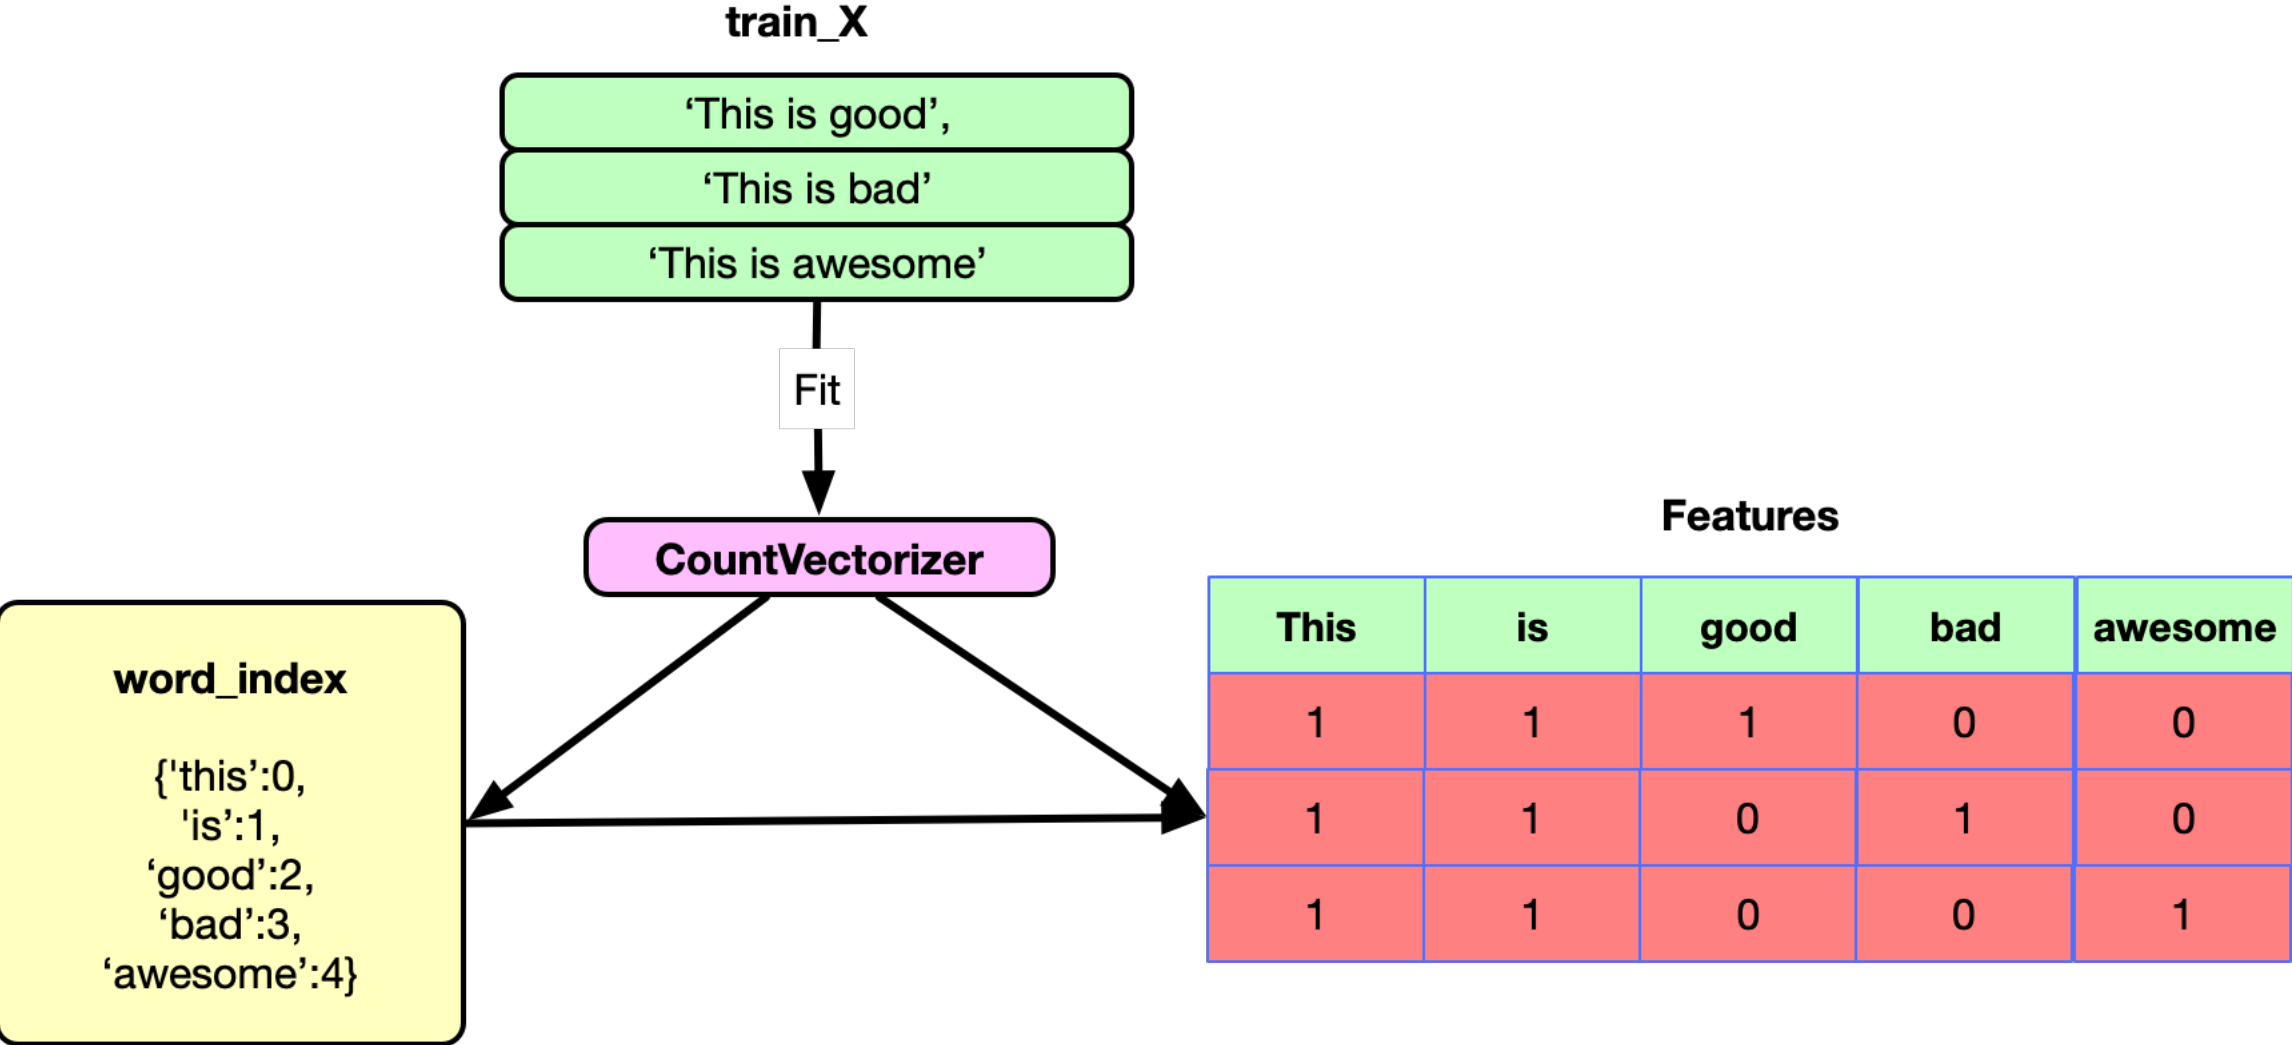 train_X
‘This is good’,
‘This is bad’
‘This is awesome’
Fit
CountVectorizer
word_index
{'this’:0,
'is’:1,
‘good’:2,
‘bad’:3,
‘awesome’:4}
Features
This is good bad awesome
1 1 1 0 0
1 1 0 1 0
1 1 0 0 1